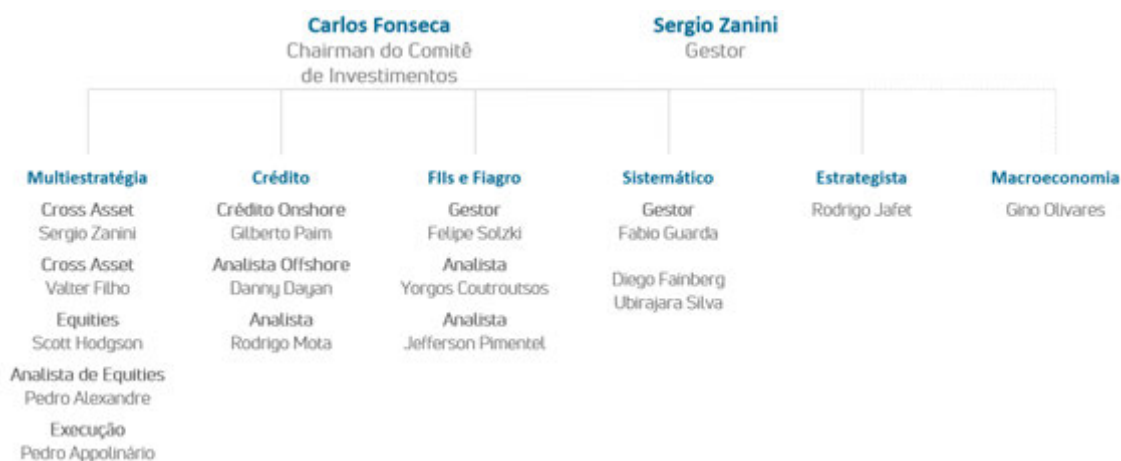 Carlos Fonseca
Chairman do Comitê
de Investimentos
Sergio Zanini
Gestor
Multiestratégia
Cross Asset
Sergio Zanini
Cross Asset
Valter Filho
Equities
Scott Hodgson
Analista de Equities
Pedro Alexandre
Execução
Pedro Appolinário
Crédito
Crédito Onshore
Gilberto Paim
Analista Offshore
Danny Dayan
Analista
Rodrigo Mota
FIIs e Fiagro
Gestor
Felipe Solzki
Analista
Yorgos Coutroutsos
Analista
Jefferson Pimentel
Sistemático
Gestor
Fabio Guarda
Diego Fainberg
Ubirajara Silva
Estrategista
Rodrigo Jafet
Macroeconomia
Gino Olivares